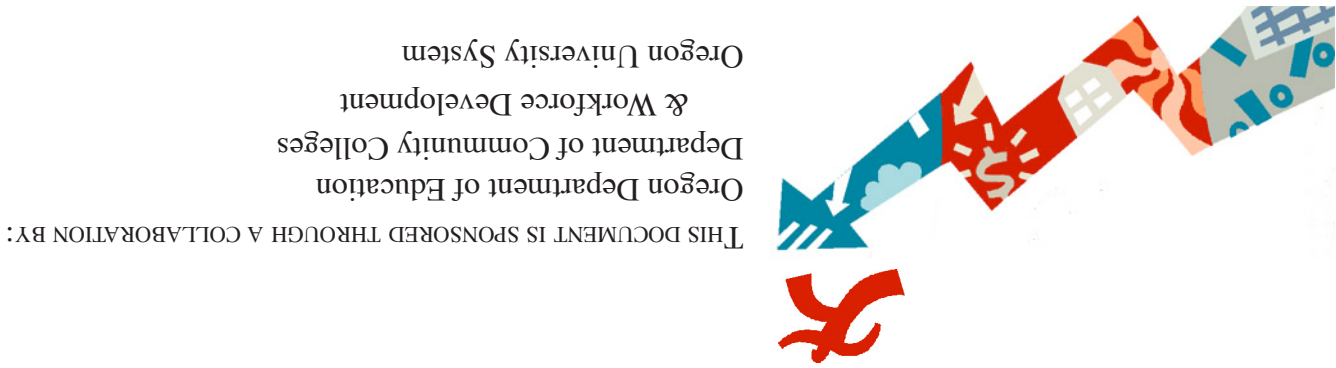 THIS DOCUMENT IS SPONSORED THROUGH A COLLABORATION BY:
Oregon Department of Education
Department of Community Colleges
& Workforce Development
Oregon University System
$
%
%